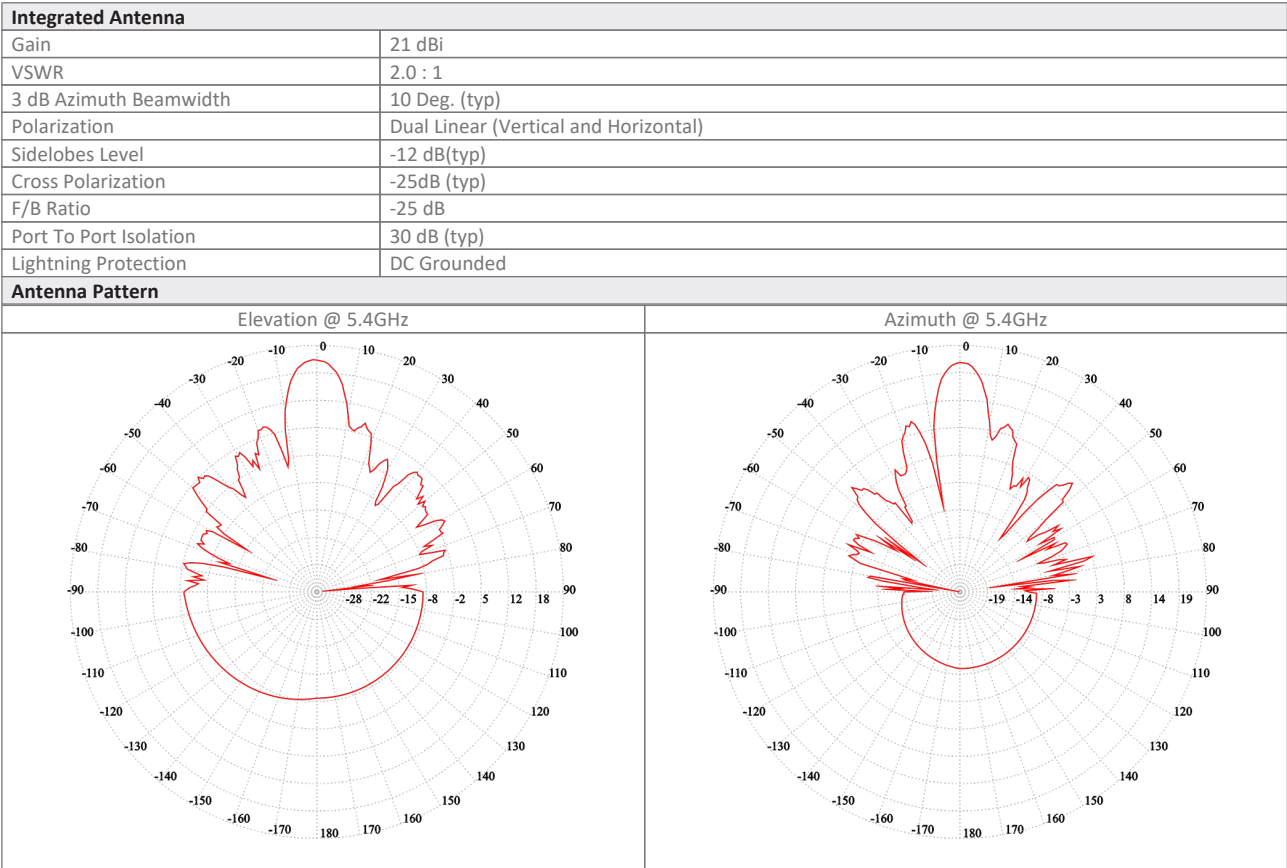 Integrated Antenna
Gain 21 dBi
VSWR 2.0 : 1
3 dB Azimuth Beamwidth 10 Deg. (typ)
Polarization Dual Linear (Vertical and Horizontal)
Sidelobes Level -12 dB(typ)
Cross Polarization -25dB (typ)
F/B Ratio -25 dB
Port To Port Isolation 30 dB (typ)
Lightning Protection DC Grounded
Antenna Pattern
Elevation @ 5.4GHz
-10 0 10
-20 20
-30 30
-40 40
-50 50
-60 60
-70 70
-80 80
-90 -28 -22 -15 -8 -2 5 12 18 90
-100 100
-110 110
-120 120
-130 130
-140 140
-150 150
-160 -170 180 170 160
Azimuth @ 5.4GHz
-10 0 10
-20 20
-30 30
-40 40
-50 50
-60 60
-70 70
-80 80
-90 -19 -14 -8 -3 3 8 14 19 90
-100 100
-110 110
-120 120
-130 130
-140 140
-150 150
-160 -170 180 170 160